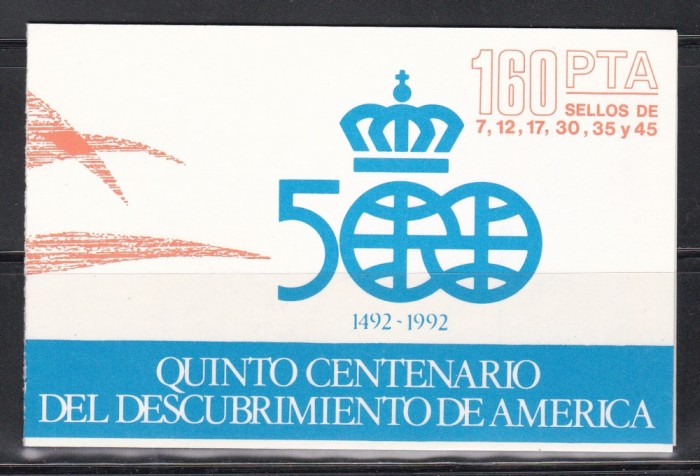 160 PTA
SELLOS DE
7, 12, 17, 30, 35 y 45
500
1492 - 1992
QUINTO CENTENARIO
DEL DESCUBRIMIENTO DE AMERICA